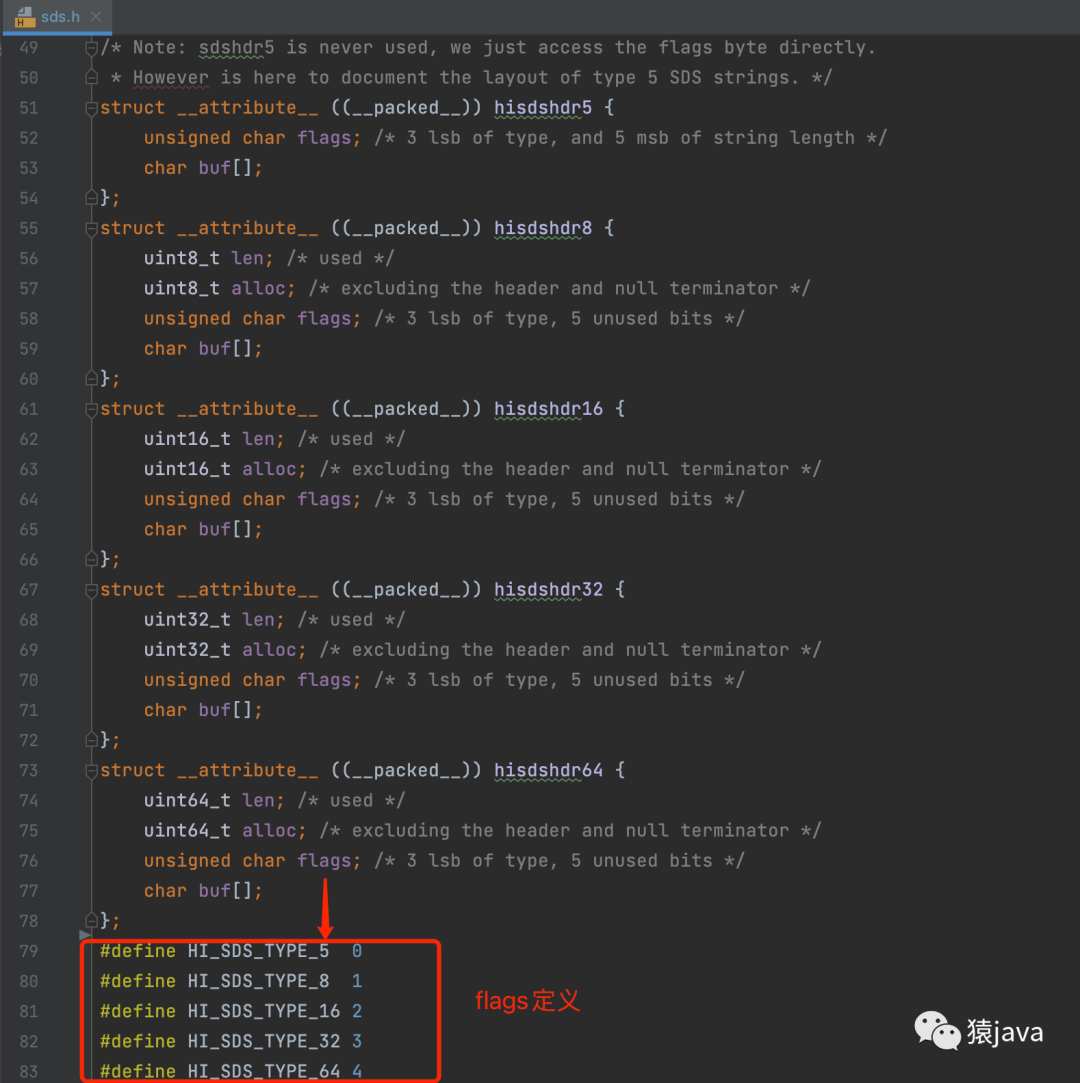 sds.h
49 /* Note: sdshdr5 is never used, we just access the flags byte directly.
50 * However is here to document the layout of type 5 SDS strings. */
51 struct __attribute__ ((__packed__)) hisdshdr5 {
52 unsigned char flags; /* 3 lsb of type, and 5 msb of string length */
53 char buf[];
54 };
55 struct __attribute__ ((__packed__)) hisdshdr8 {
56 uint8_t len; /* used */
57 uint8_t alloc; /* excluding the header and null terminator */
58 unsigned char flags; /* 3 lsb of type, 5 unused bits */
59 char buf[];
60 };
61 struct __attribute__ ((__packed__)) hisdshdr16 {
62 uint16_t len; /* used */
63 uint16_t alloc; /* excluding the header and null terminator */
64 unsigned char flags; /* 3 lsb of type, 5 unused bits */
65 char buf[];
66 };
67 struct __attribute__ ((__packed__)) hisdshdr32 {
68 uint32_t len; /* used */
69 uint32_t alloc; /* excluding the header and null terminator */
70 unsigned char flags; /* 3 lsb of type, 5 unused bits */
71 char buf[];
72 };
73 struct __attribute__ ((__packed__)) hisdshdr64 {
74 uint64_t len; /* used */
75 uint64_t alloc; /* excluding the header and null terminator */
76 unsigned char flags; /* 3 lsb of type, 5 unused bits */
77 char buf[];
78 };
79 #define HI_SDS_TYPE_5 0
80 #define HI_SDS_TYPE_8 1
81 #define HI_SDS_TYPE_16 2
82 #define HI_SDS_TYPE_32 3
83 #define HI_SDS_TYPE_64 4
flags定义
猿java